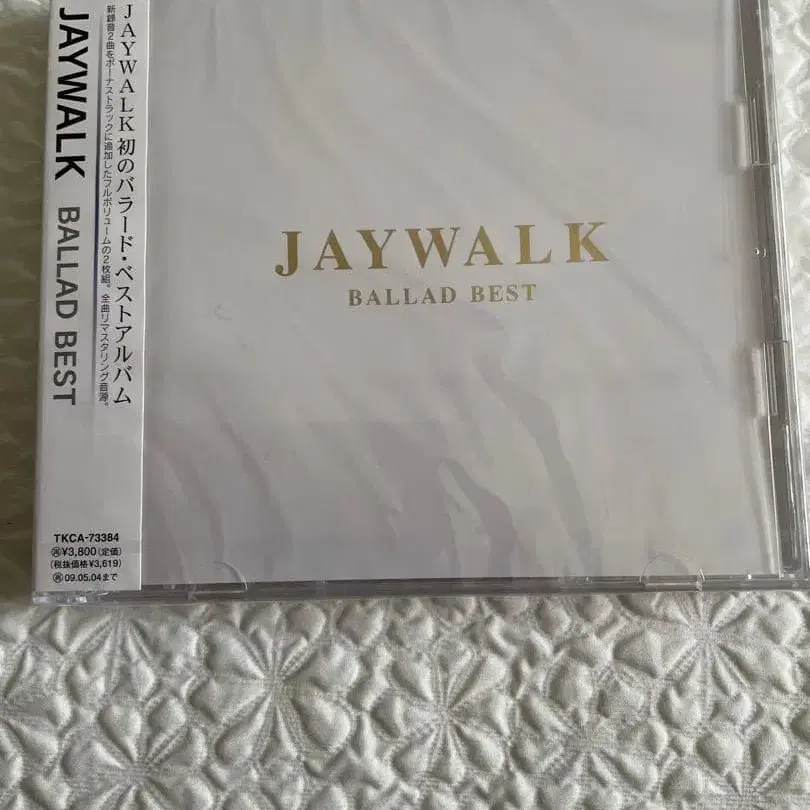 JAYWALK BALLAD BEST
JAYWALK 初のバラード・ベストアルバム
新録音2曲をボーナストラックに追加したフルボリュームの2枚組。全曲リマスタリング音源。
TKCA-73384
㊢¥3,800(定価)
(税抜価格¥3,619)
㊢09.05.04まで
JAYWALK
BALLAD BEST